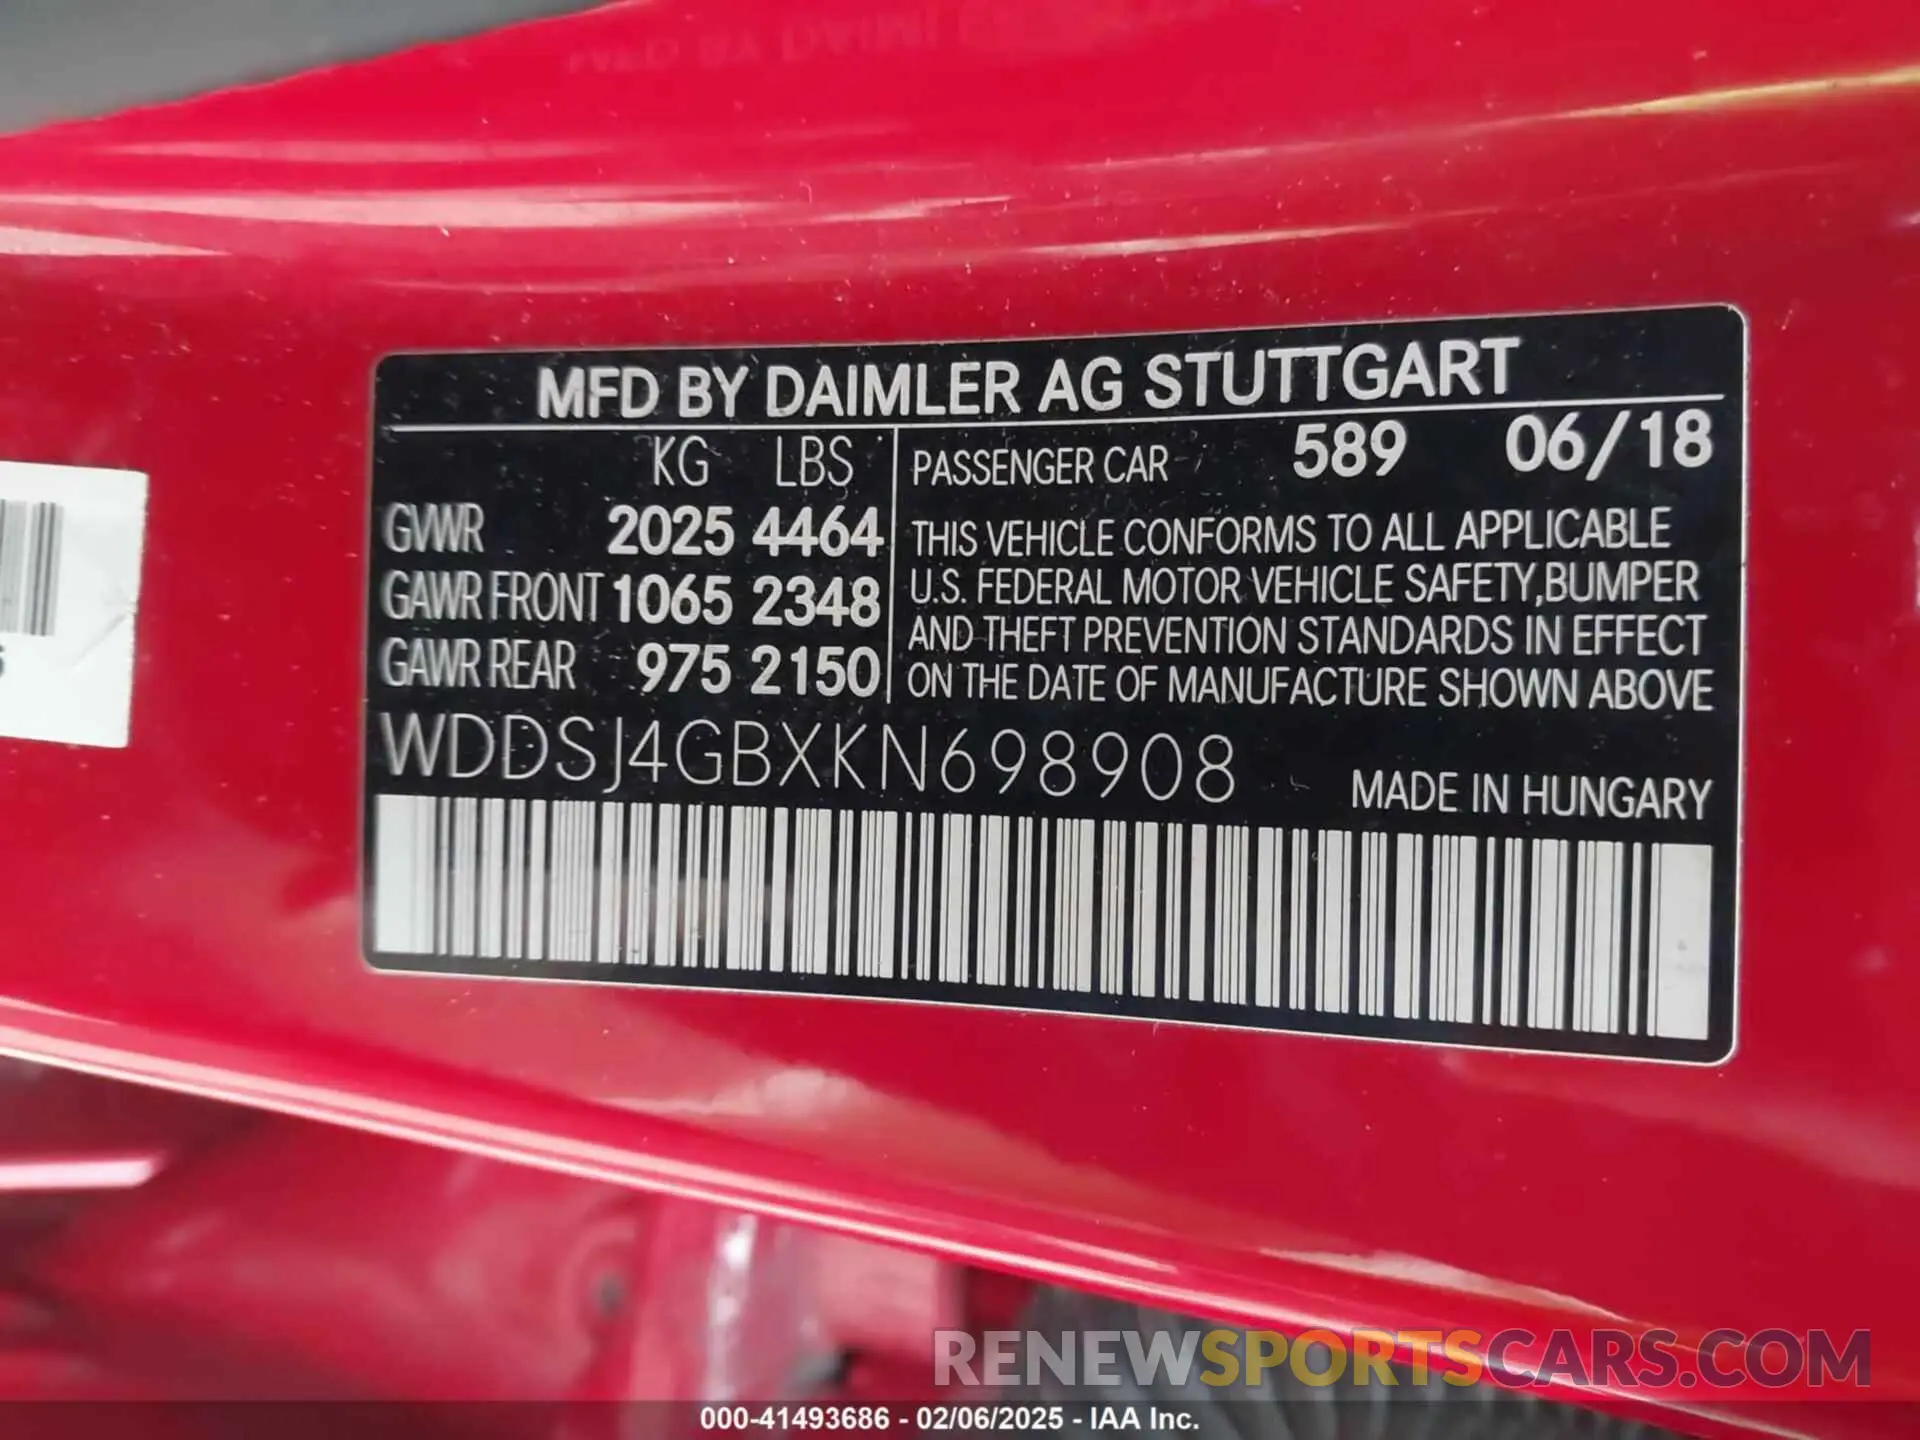 MFD BY DAIMLER AG STUTTGART
KG LBS
GVWR 2025 4464
GAWR FRONT 1065 2348
GAWR REAR 975 2150
PASSENGER CAR 589 06/18
THIS VEHICLE CONFORMS TO ALL APPLICABLE
U.S. FEDERAL MOTOR VEHICLE SAFETY,BUMPER
AND THEFT PREVENTION STANDARDS IN EFFECT
ON THE DATE OF MANUFACTURE SHOWN ABOVE
WDDSJ4GBXKN698908
MADE IN HUNGARY
RENEWSPORTSCARS.COM
000-41493686 - 02/06/2025 - IAA Inc.